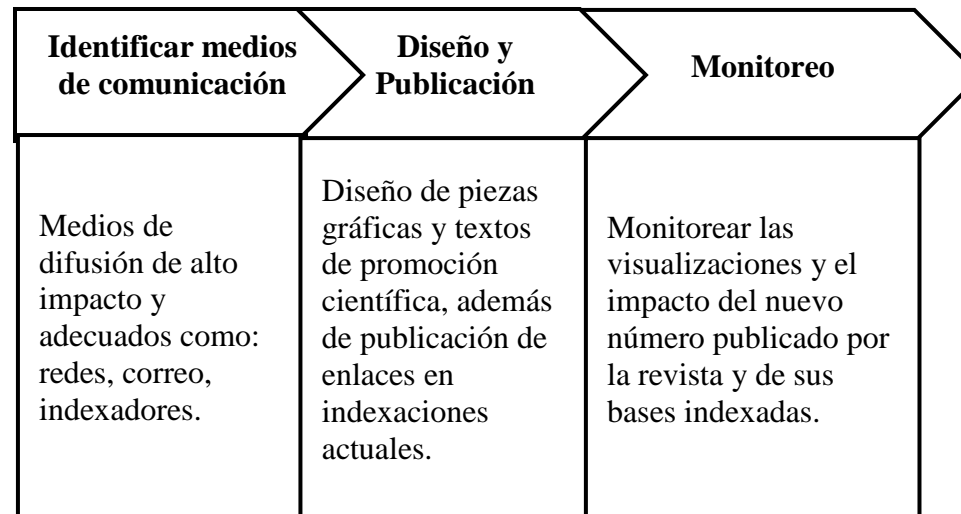 Identificar medios
de comunicación
Diseño y
Publicación
Monitoreo
Medios de
difusión de alto
impacto y
adecuados como:
redes, correo,
indexadores.
Diseño de piezas
gráficas y textos
de promoción
científica, además
de publicación de
enlaces en
indexaciones
actuales.
Monitorear las
visualizaciones y el
impacto del nuevo
número publicado por
la revista y de sus
bases indexadas.